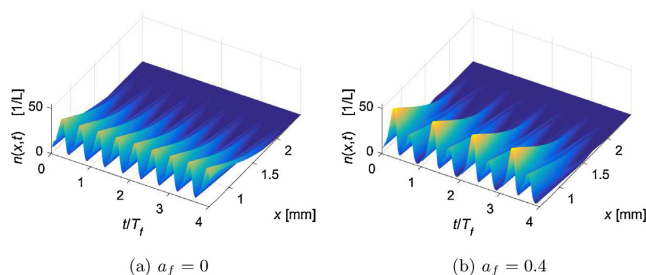 n(x,t) [1/L]
50
0
0
1
2
3
4
t/T_f
1
1.5
2
x [mm]
(a) a_f = 0
n(x,t) [1/L]
50
0
0
1
2
3
4
t/T_f
1
1.5
2
x [mm]
(b) a_f = 0.4